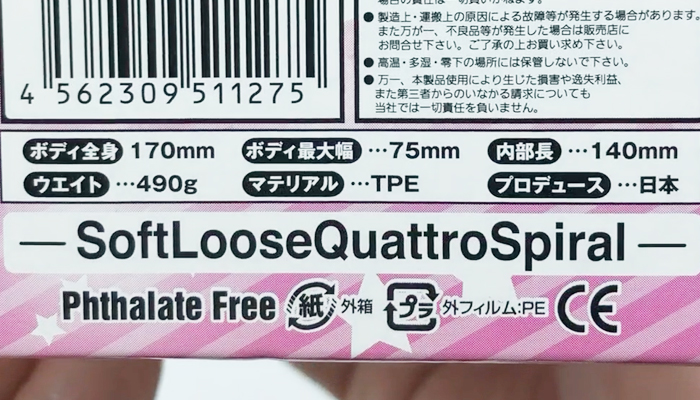 4 562309 511275
●製造上・運搬上の原因による故障等が発生する場合があります。
また万が一、不良品等が発生した場合は販売店に
お問合せ下さい。ご了承の上お買い求め下さい。
●高温・多湿・零下の場所には保管しないで下さい。
●万一、本製品使用により生じた損害や逸失利益、
また第三者からのいなかる請求についても
当社では一切責任を負いません。
ボディ全身 170mm ボディ最大幅 …75mm 内部長 …140mm
ウエイト …490g マテリアル …TPE プロデュース …日本
SoftLooseQuattroSpiral
Phthalate Free 紙 外箱 プラ 外フィルム:PE CE